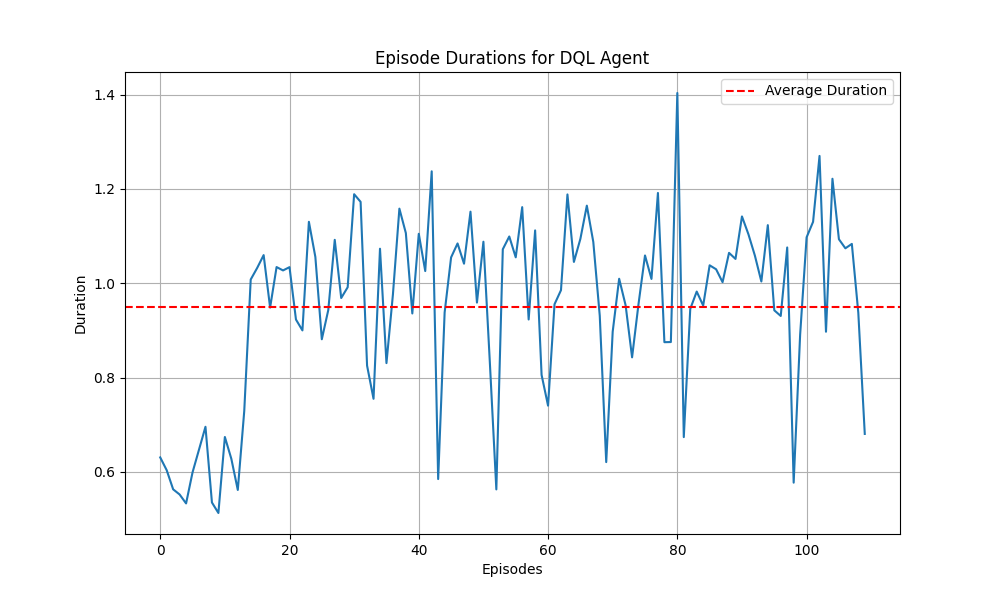 Episode Durations for DQL Agent
Average Duration
1.4
1.2
1.0
0.8
0.6
Duration
0 20 40 60 80 100
Episodes